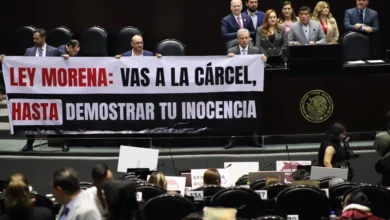 LEY MORENA: VAS A LA CÁRCEL,
HASTA DEMOSTRAR TU INOCENCIA